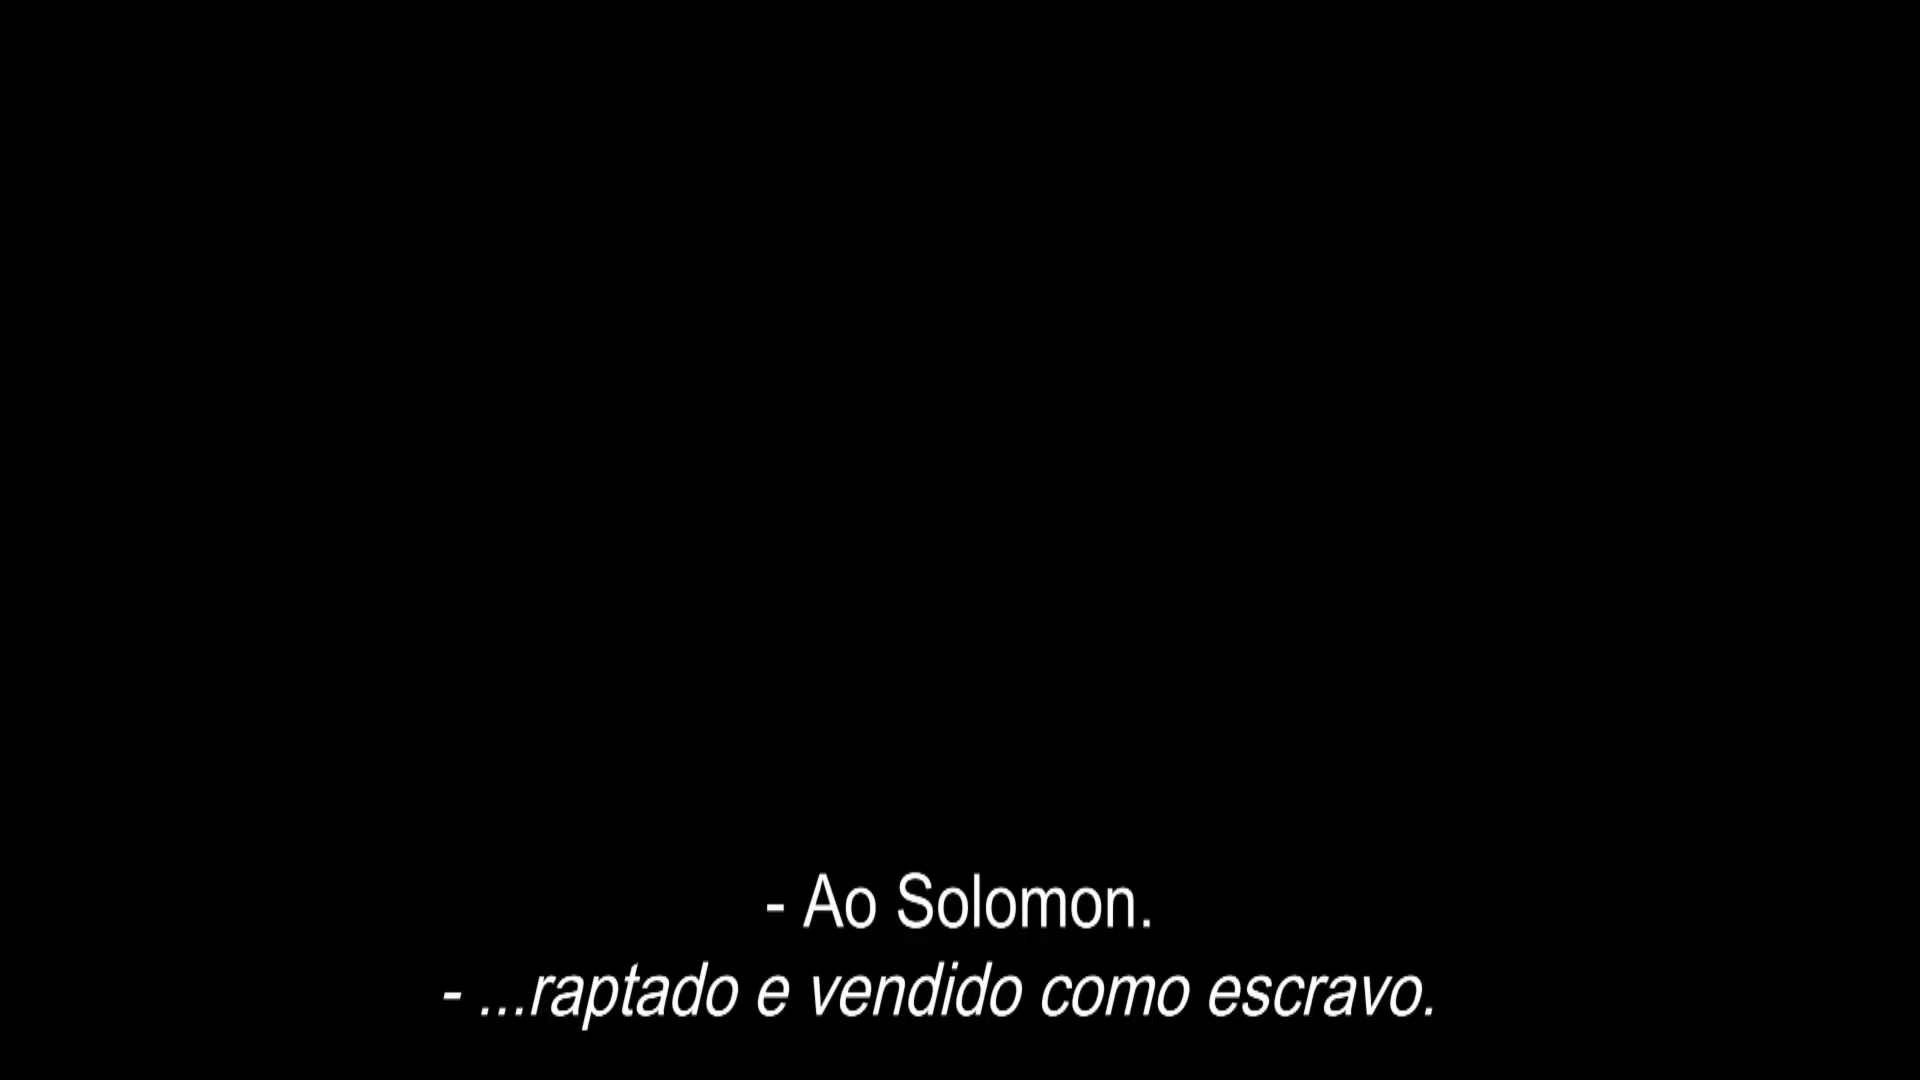 - Ao Solomon.
- ...raptado e vendido como escravo.